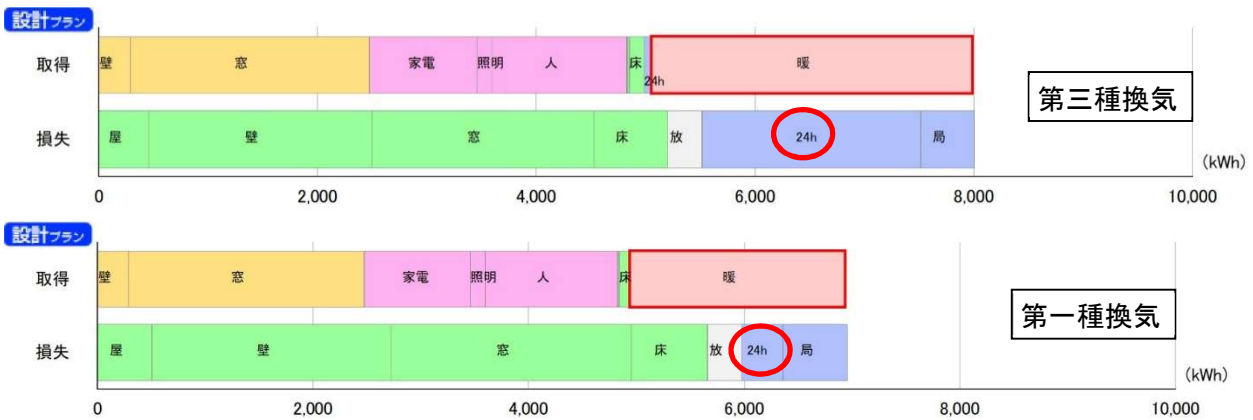 設計プラン
取得 壁 窓 家電 照明 人 床 24h 暖
第三種換気
損失 屋 壁 窓 床 放 24h 局
(kWh)
0 2,000 4,000 6,000 8,000 10,000
設計プラン
取得 壁 窓 家電 照明 人 床 暖
第一種換気
損失 屋 壁 窓 床 放 24h 局
(kWh)
0 2,000 4,000 6,000 8,000 10,000